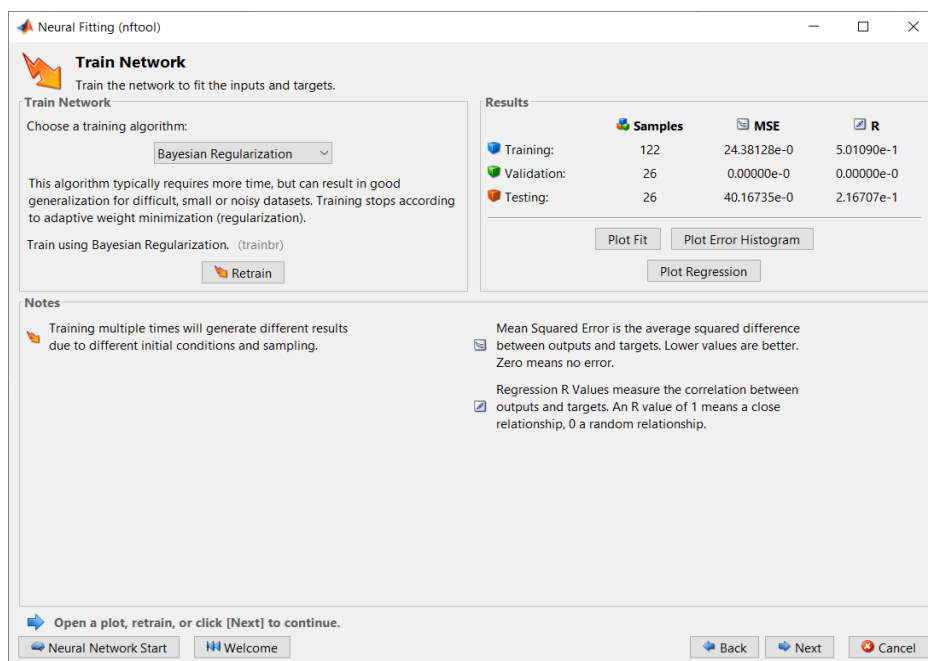 Neural Fitting (nftool)
Train Network
Train the network to fit the inputs and targets.
Train Network
Choose a training algorithm:
Bayesian Regularization
This algorithm typically requires more time, but can result in good
generalization for difficult, small or noisy datasets. Training stops according
to adaptive weight minimization (regularization).
Train using Bayesian Regularization. (trainbr)
Retrain
Results
Samples MSE R
Training: 122 24.38128e-0 5.01090e-1
Validation: 26 0.00000e-0 0.00000e-0
Testing: 26 40.16735e-0 2.16707e-1
Plot Fit Plot Error Histogram
Plot Regression
Notes
Training multiple times will generate different results
due to different initial conditions and sampling.
Mean Squared Error is the average squared difference
between outputs and targets. Lower values are better.
Zero means no error.
Regression R Values measure the correlation between
outputs and targets. An R value of 1 means a close
relationship, 0 a random relationship.
Open a plot, retrain, or click [Next] to continue.
Neural Network Start Welcome Back Next Cancel